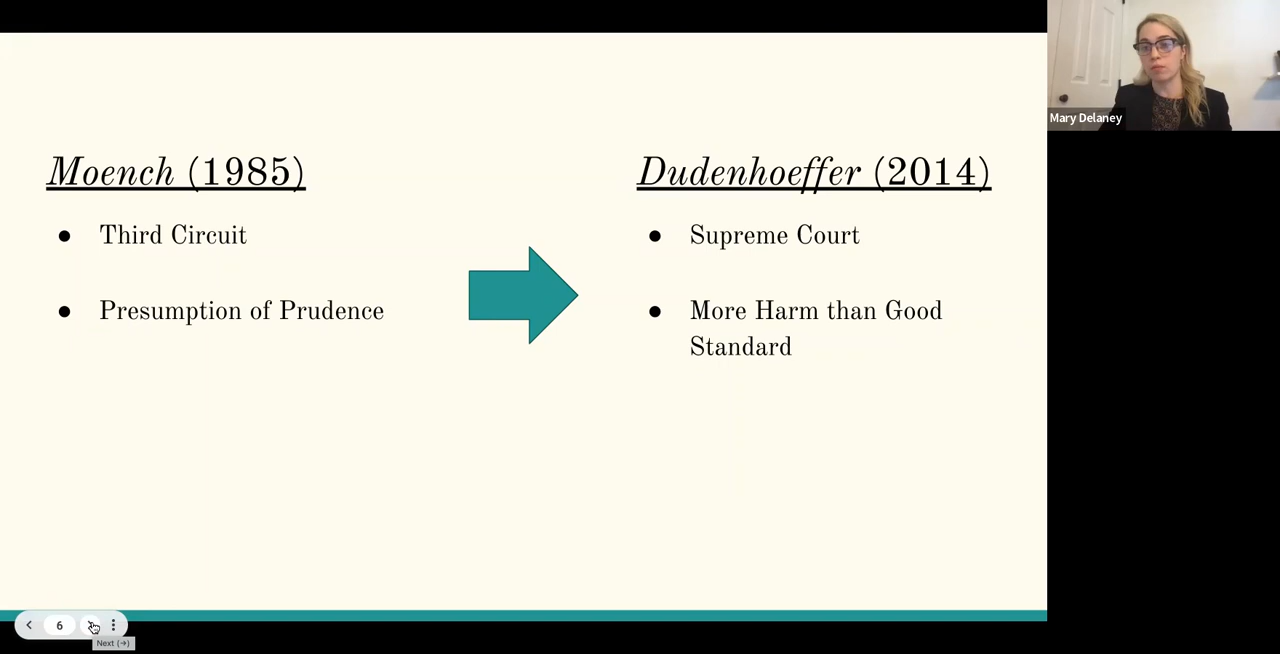 Mary Delaney
Moench (1985)
● Third Circuit
● Presumption of Prudence
Dudenhoeffer (2014)
● Supreme Court
● More Harm than Good
Standard
6
Next (→)